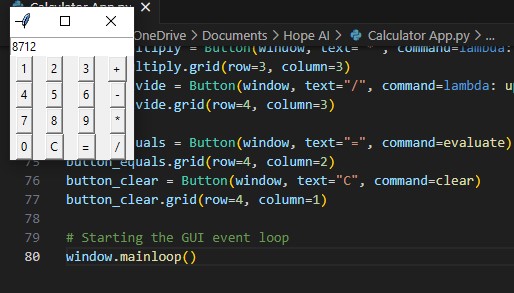 Calculator App.py
OneDrive > Documents > Hope AI > Calculator App.py > ...
8712
1 2 3 +
4 5 6 -
7 8 9 *
0 C = /
ltiply = Button(window, text="*", command=lambda:
ltiply.grid(row=3, column=3)
vide = Button(window, text="/", command=lambda: up
vide.grid(row=4, column=3)
uals = Button(window, text="=", command=evaluate)
75 button_equals.grid(row=4, column=2)
76 button_clear = Button(window, text="C", command=clear)
77 button_clear.grid(row=4, column=1)
78
79 # Starting the GUI event loop
80 window.mainloop()